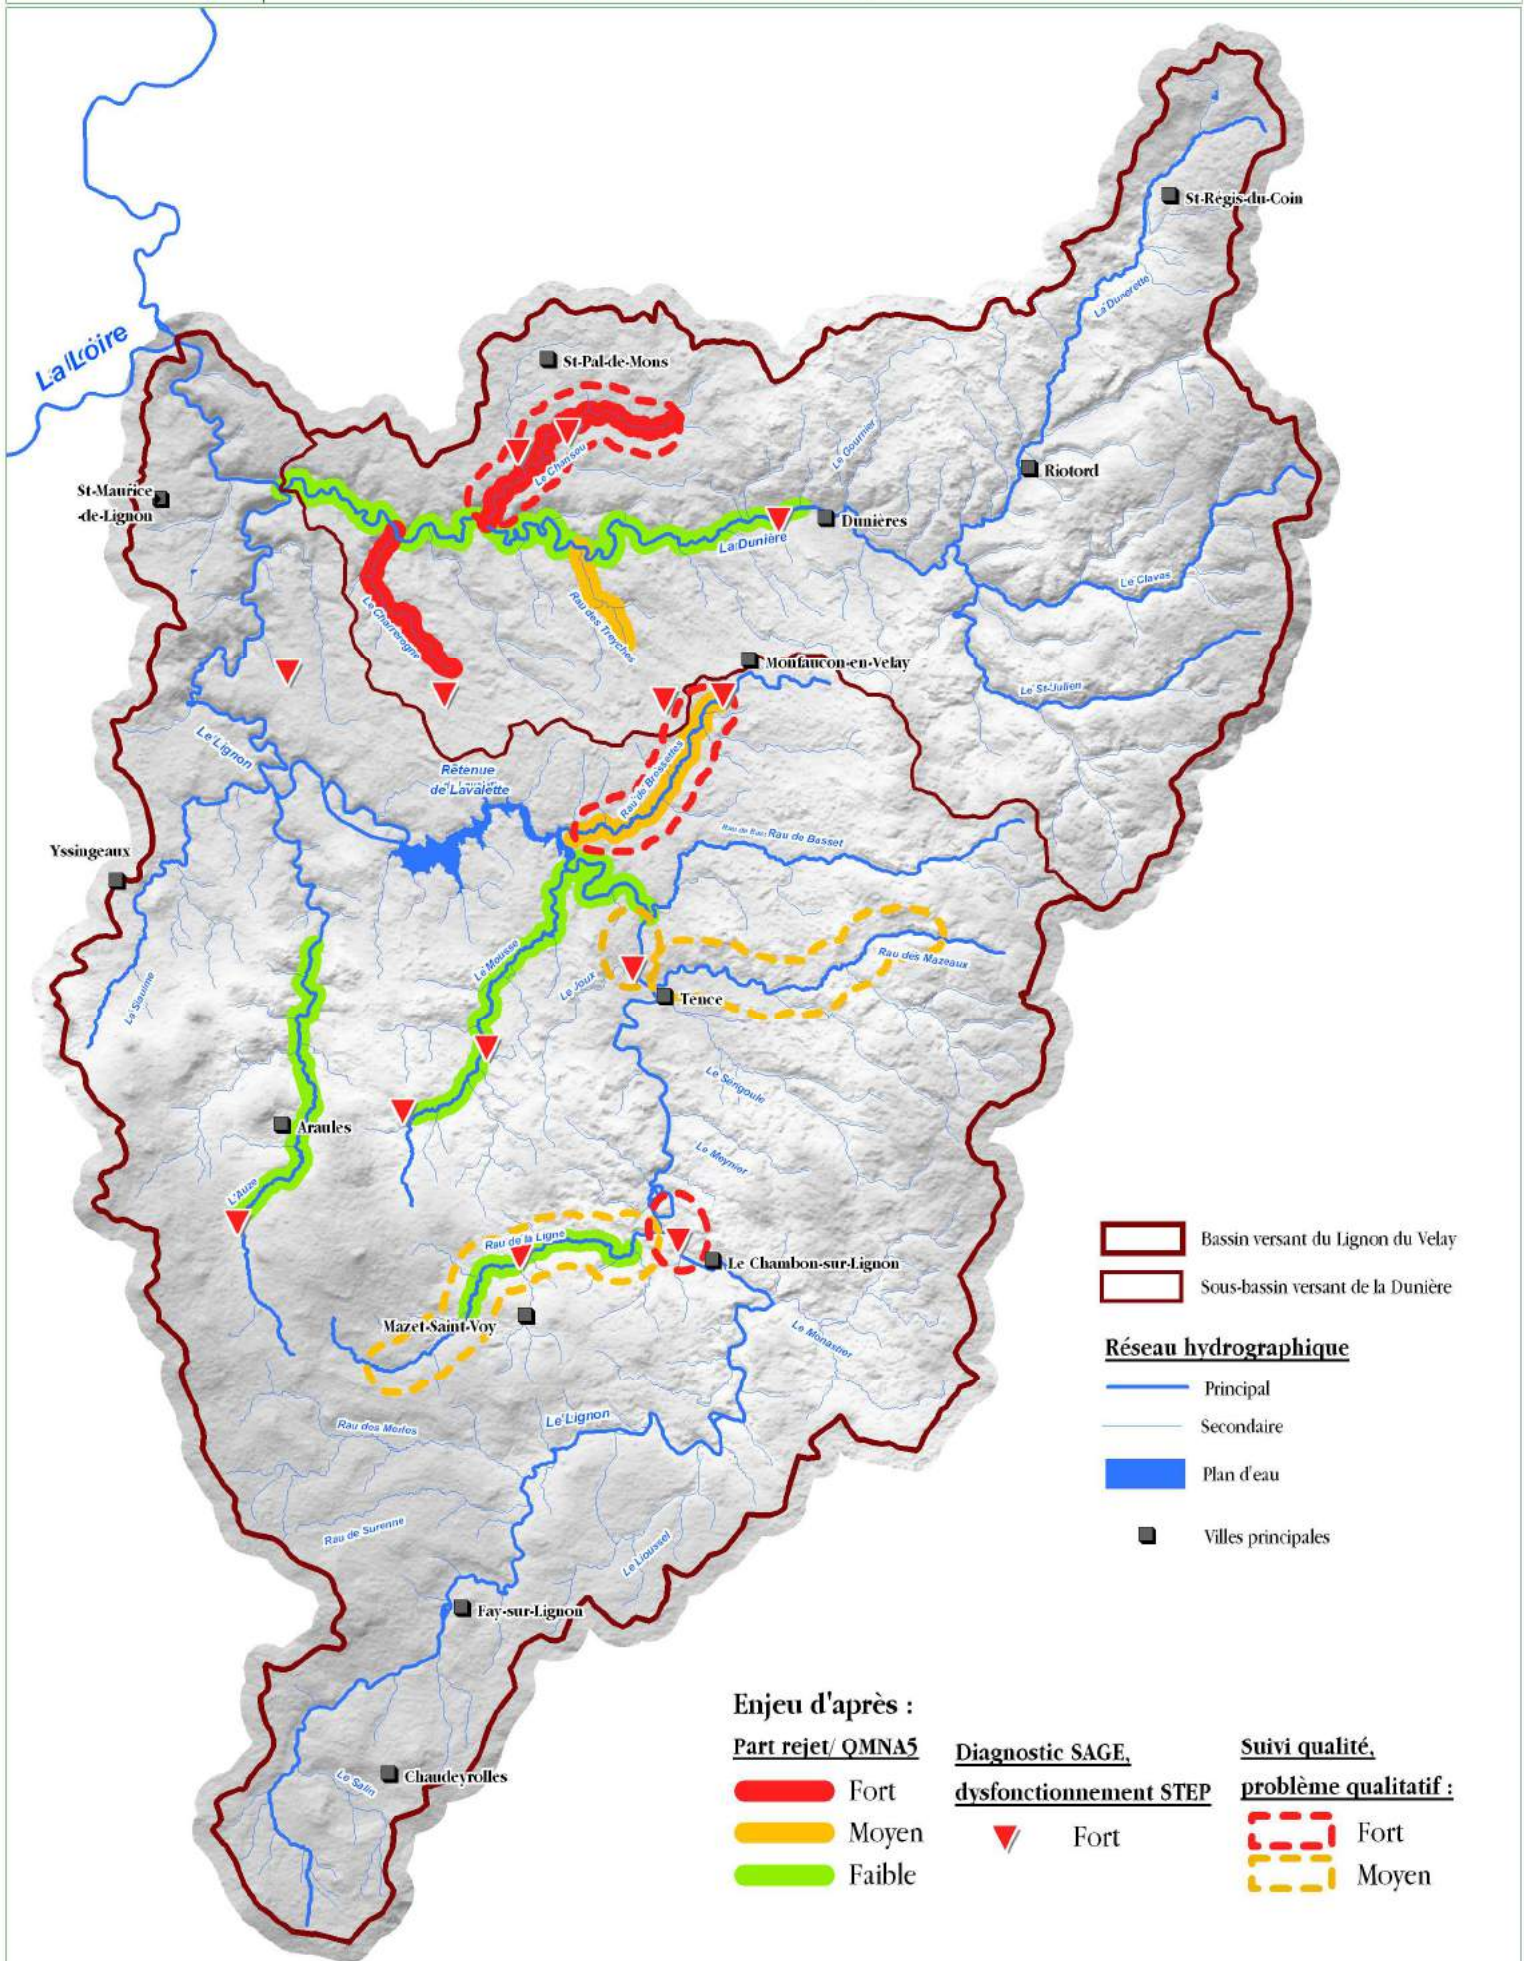 St-Régis-du-Coin
La Dunerette
La Loire
St-Pal-de-Mons
Le Chansou
Le Gournier
Riotord
St-Maurice
-de-Lignon
Dunières
La Dunière
Le Clavas
Le Charrerogne
Rau des Treyches
Monfaucon-en-Velay
Le St-Julien
Le Lignon
Retenue
de Lavalette
Rau de Brossettes
Rau de Basset
Yssingeaux
Le Mousse
Rau des Mazeaux
La Siaulme
Le Joux
Tence
Le Sérigoule
Araules
Le Meynier
L'Auze
Rau de la Ligne
Le Chambon-sur-Lignon
Mazet-Saint-Voy
Le Monastier
Rau des Merles
Le Lignon
Rau de Surenne
Le Lioussel
Fay-sur-Lignon
Chaudeyrolles
Le Salin
Bassin versant du Lignon du Velay
Sous-bassin versant de la Dunière
Réseau hydrographique
Principal
Secondaire
Plan d'eau
Villes principales
Enjeu d'après :
Part rejet/ QMNA5
Fort
Moyen
Faible
Diagnostic SAGE,
dysfonctionnement STEP
Fort
Suivi qualité,
problème qualitatif :
Fort
Moyen